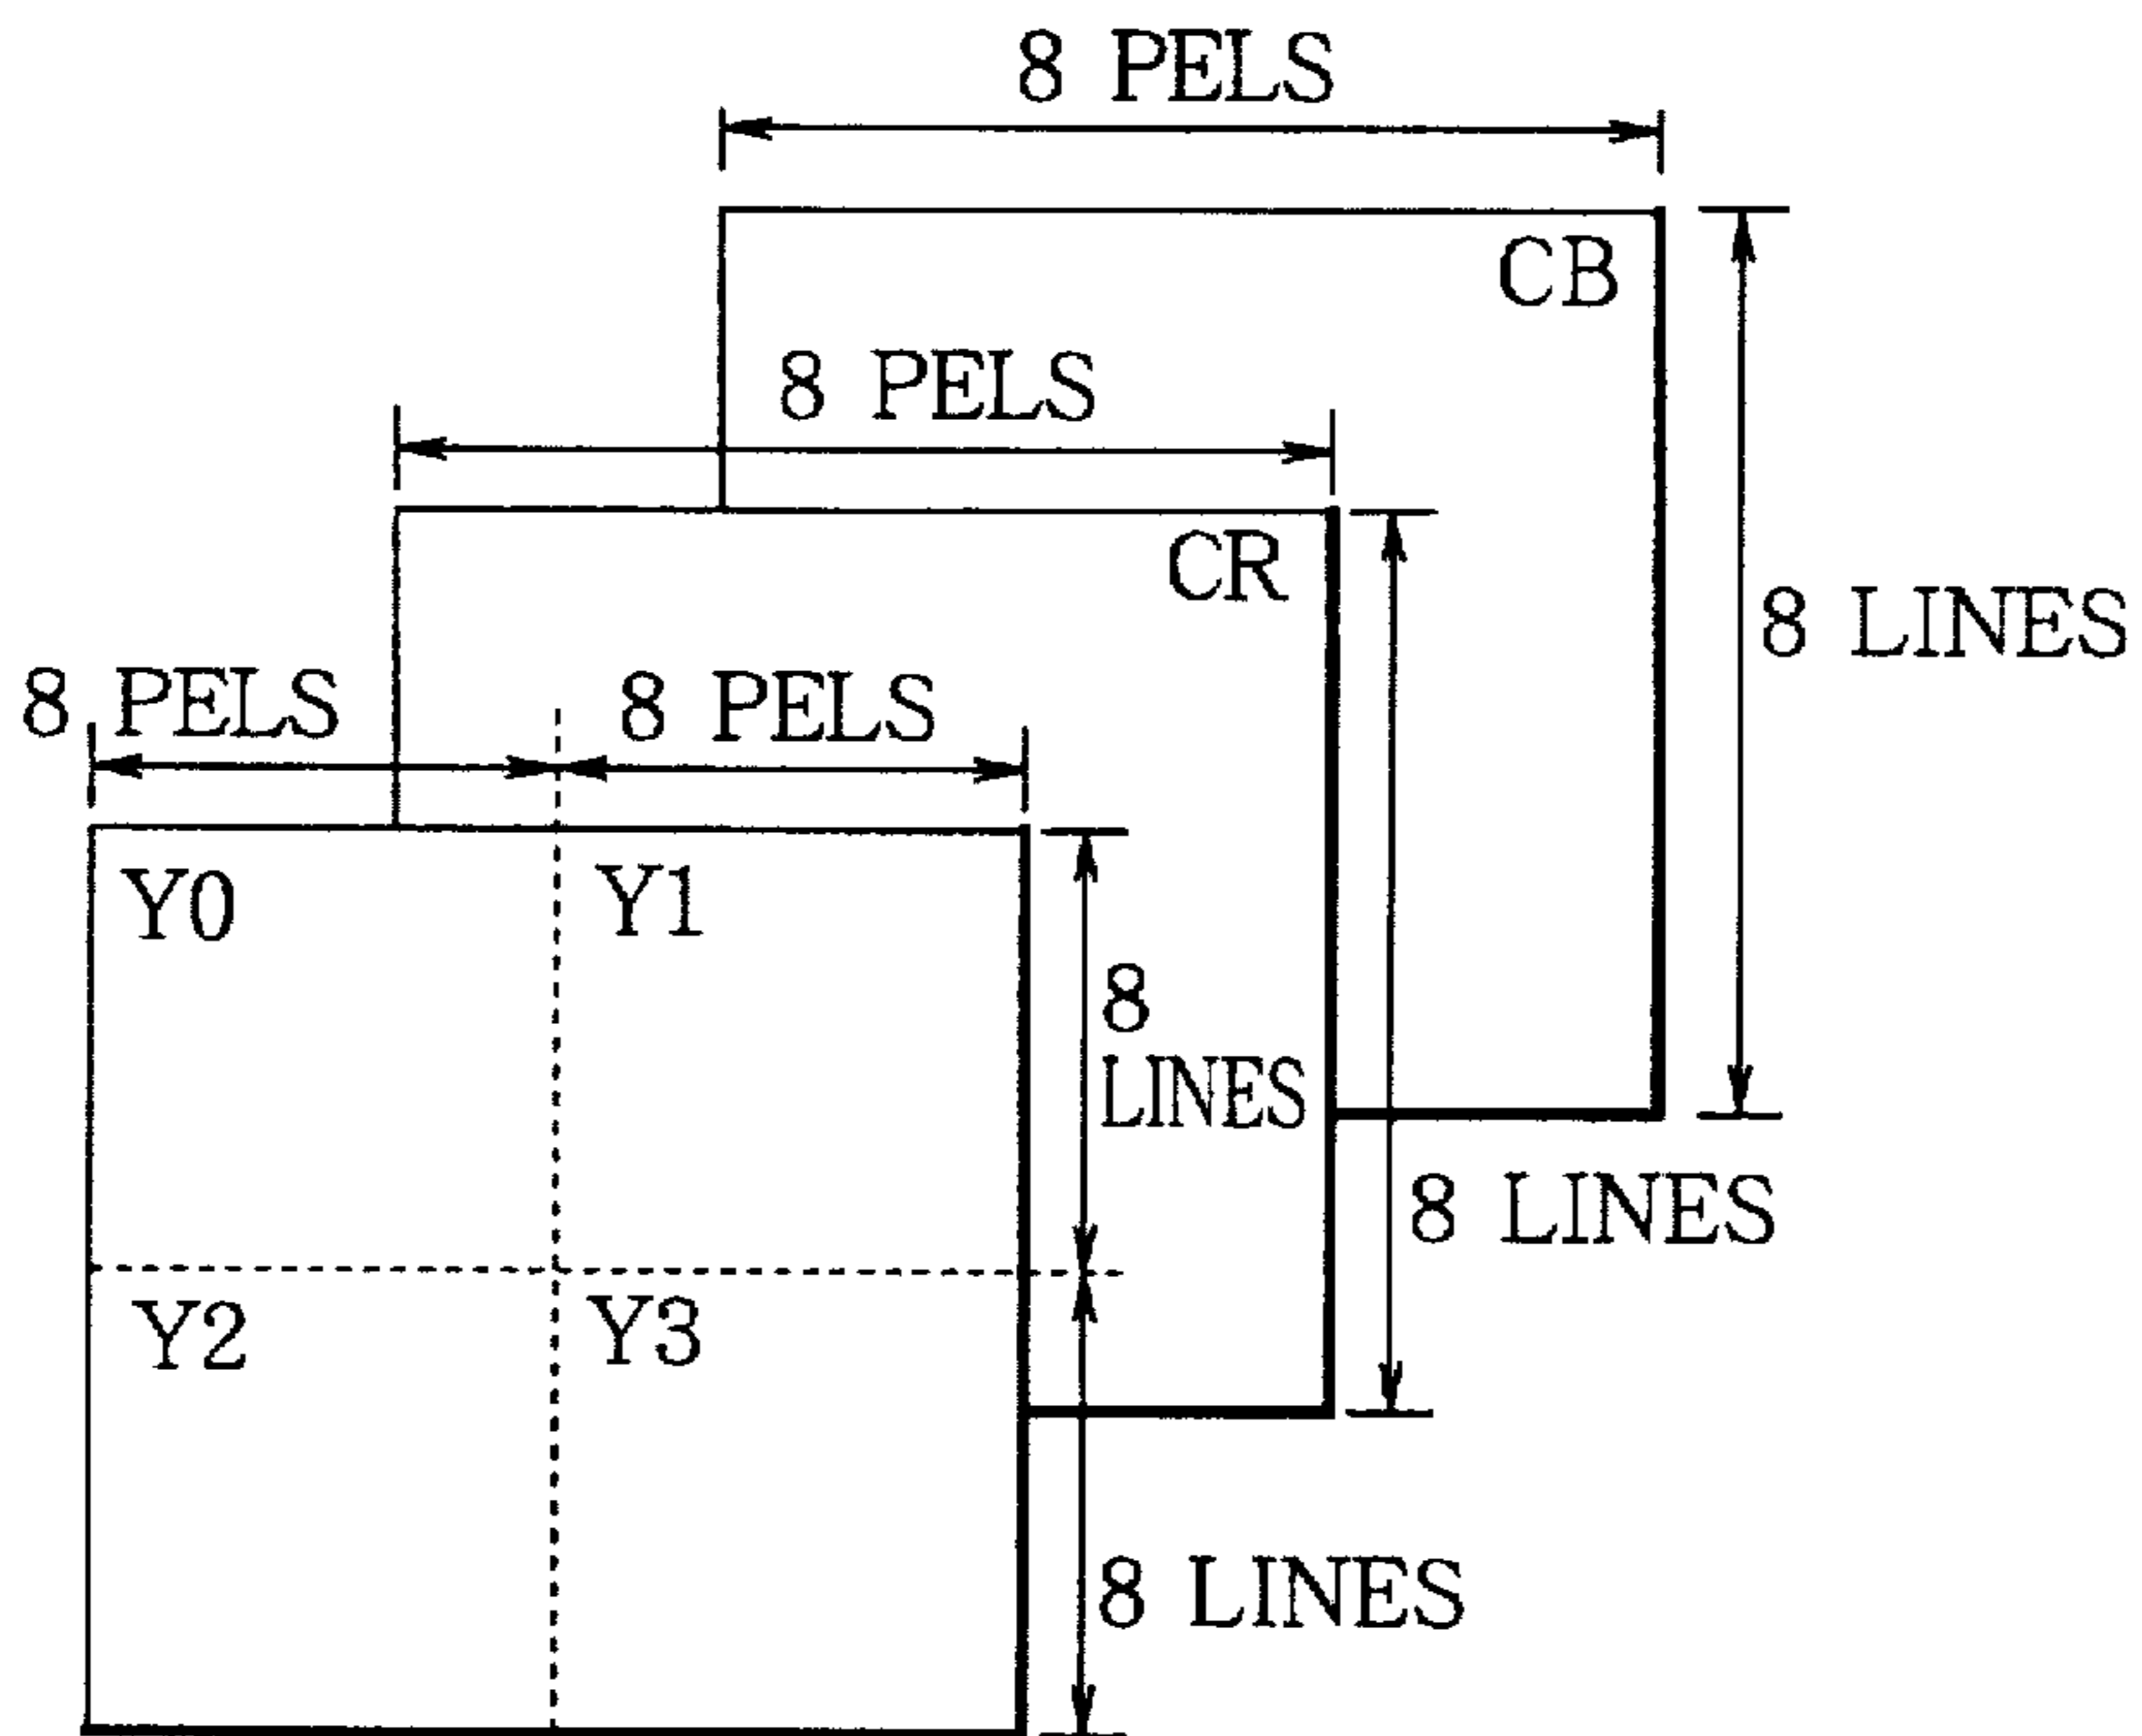 8 PELS
CB
8 PELS
CR
8 LINES
8 PELS 8 PELS
Y0 Y1
8
LINES
8 LINES
Y2 Y3
8 LINES